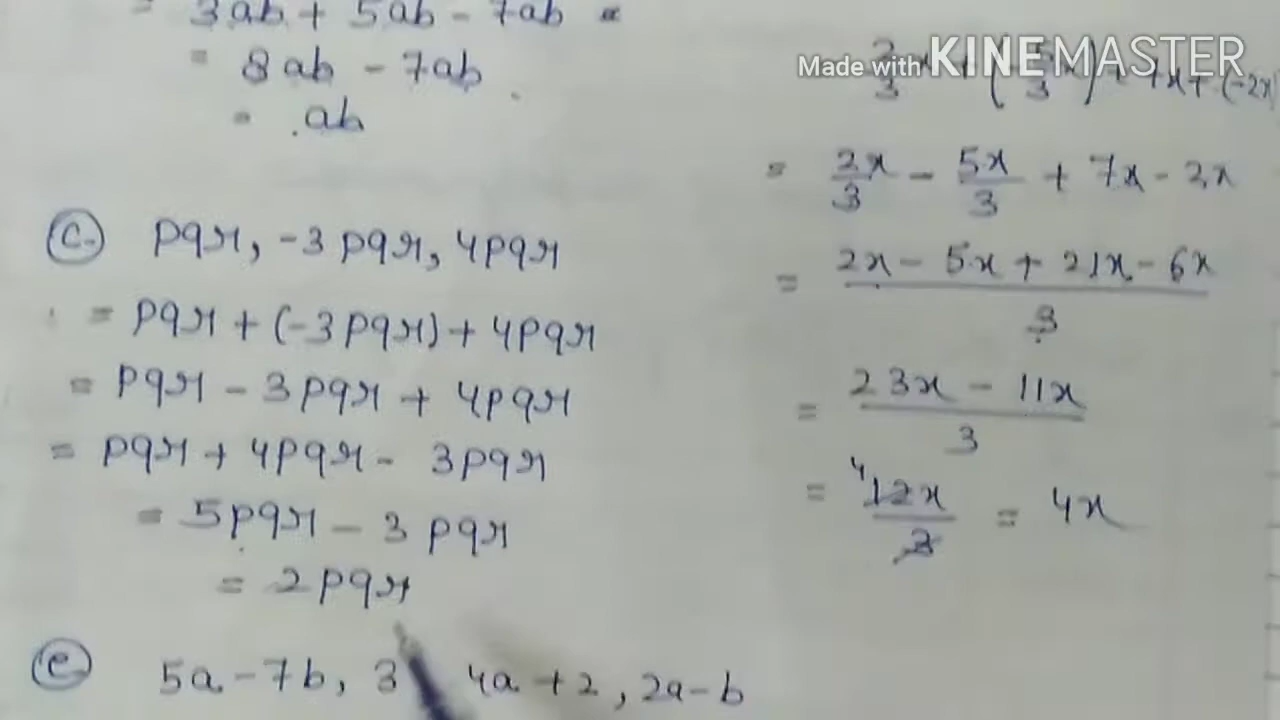 = 3ab + 5ab - 7ab =
= 8ab - 7ab
= ab
(c.) pqr, -3pqr, 4pqr
= pqr + (-3pqr) + 4pqr
= pqr - 3pqr + 4pqr
= pqr + 4pqr - 3pqr
= 5pqr - 3pqr
= 2pqr
(e) 5a - 7b, 3 4a + 2, 2a - b
Made with KINEMASTER
+ 7x + (-2x)
= 2x/3 - 5x/3 + 7x - 2x
= (2x - 5x + 21x - 6x)/3
= (23x - 11x)/3
= 12x/3 = 4x